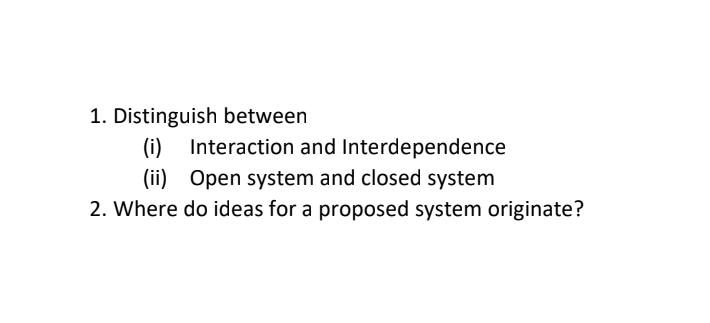 1. Distinguish between
(i) Interaction and Interdependence
(ii) Open system and closed system
2. Where do ideas for a proposed system originate?